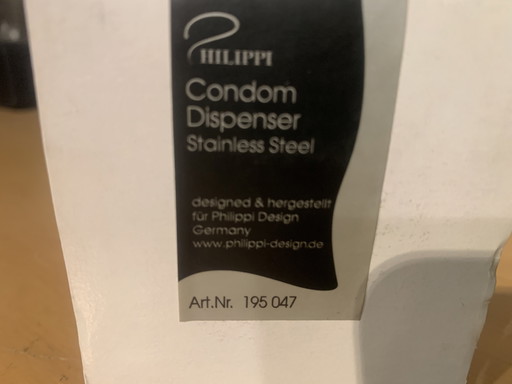 PHILIPPI
Condom
Dispenser
Stainless Steel
designed & hergestellt
für Philippi Design
Germany
www.philippi-design.de
Art.Nr. 195 047